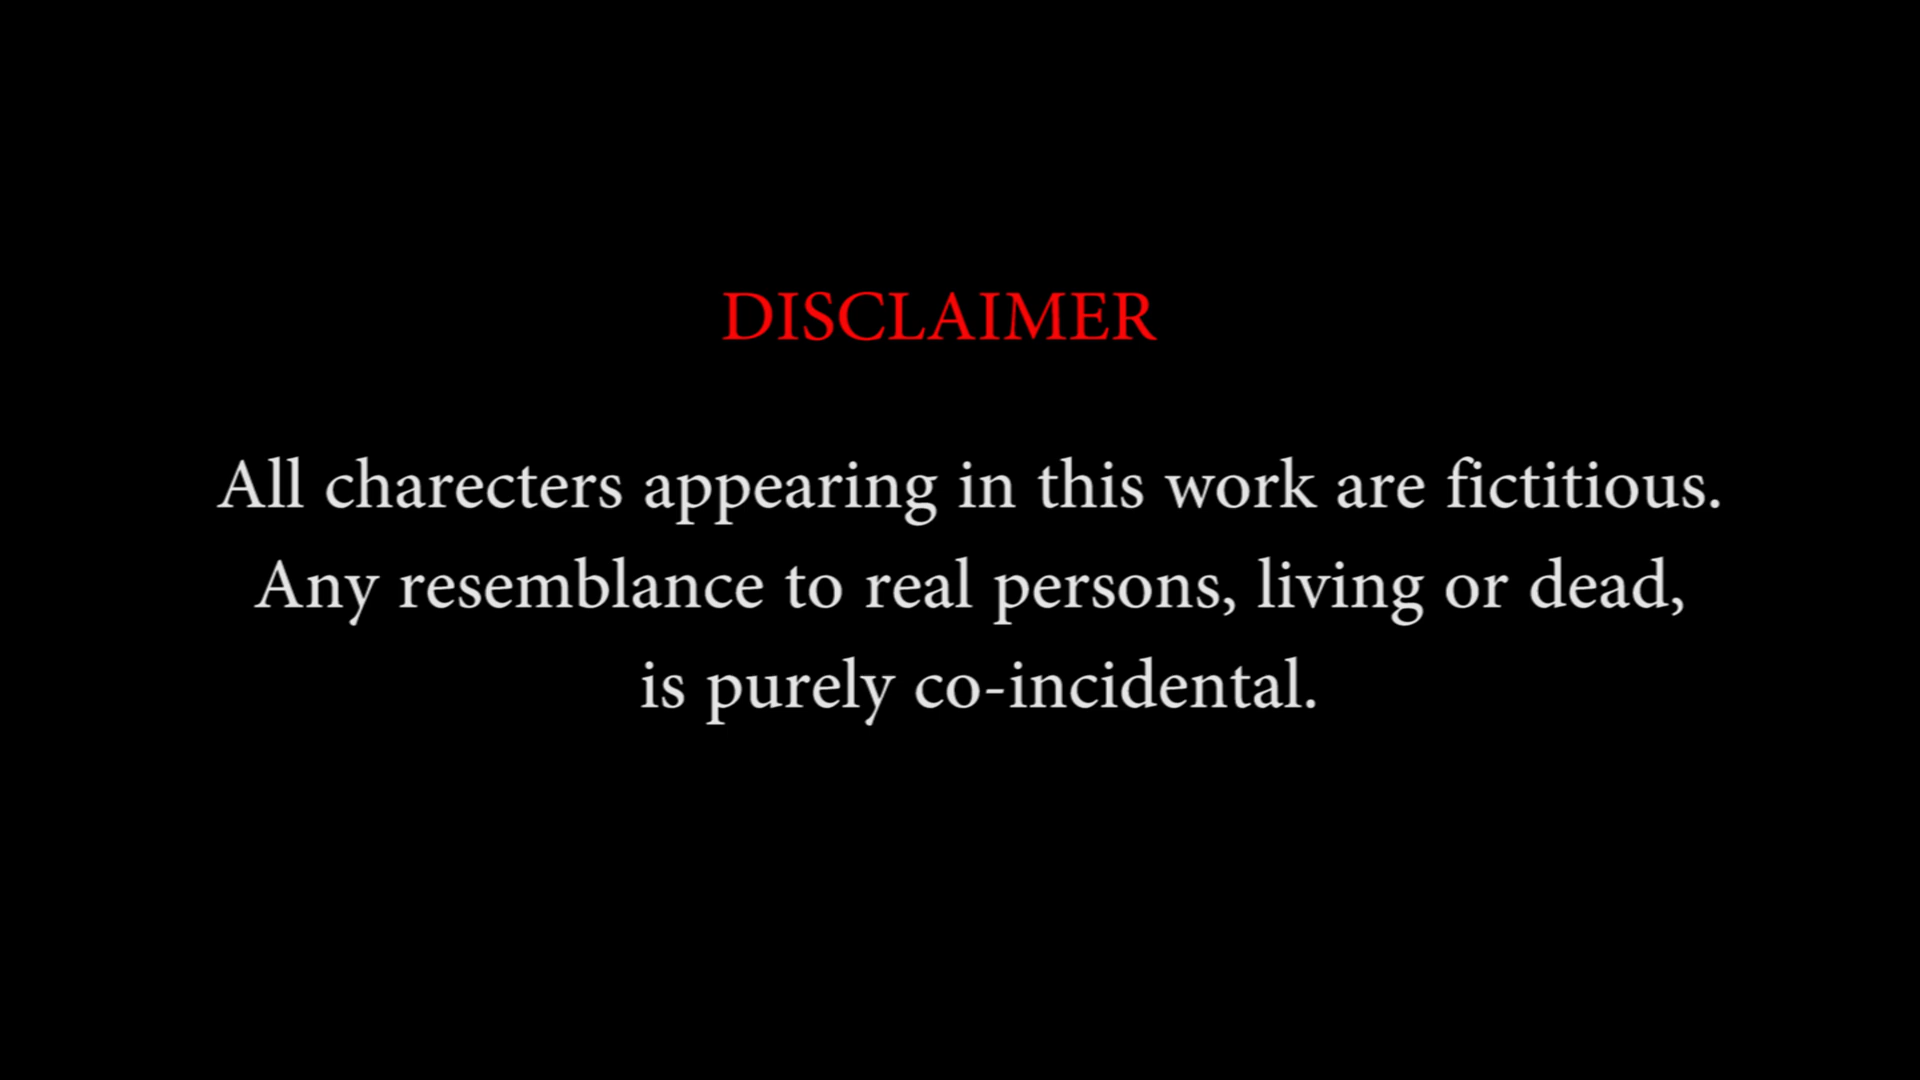 DISCLAIMER
All charecters appearing in this work are fictitious.
Any resemblance to real persons, living or dead,
is purely co-incidental.